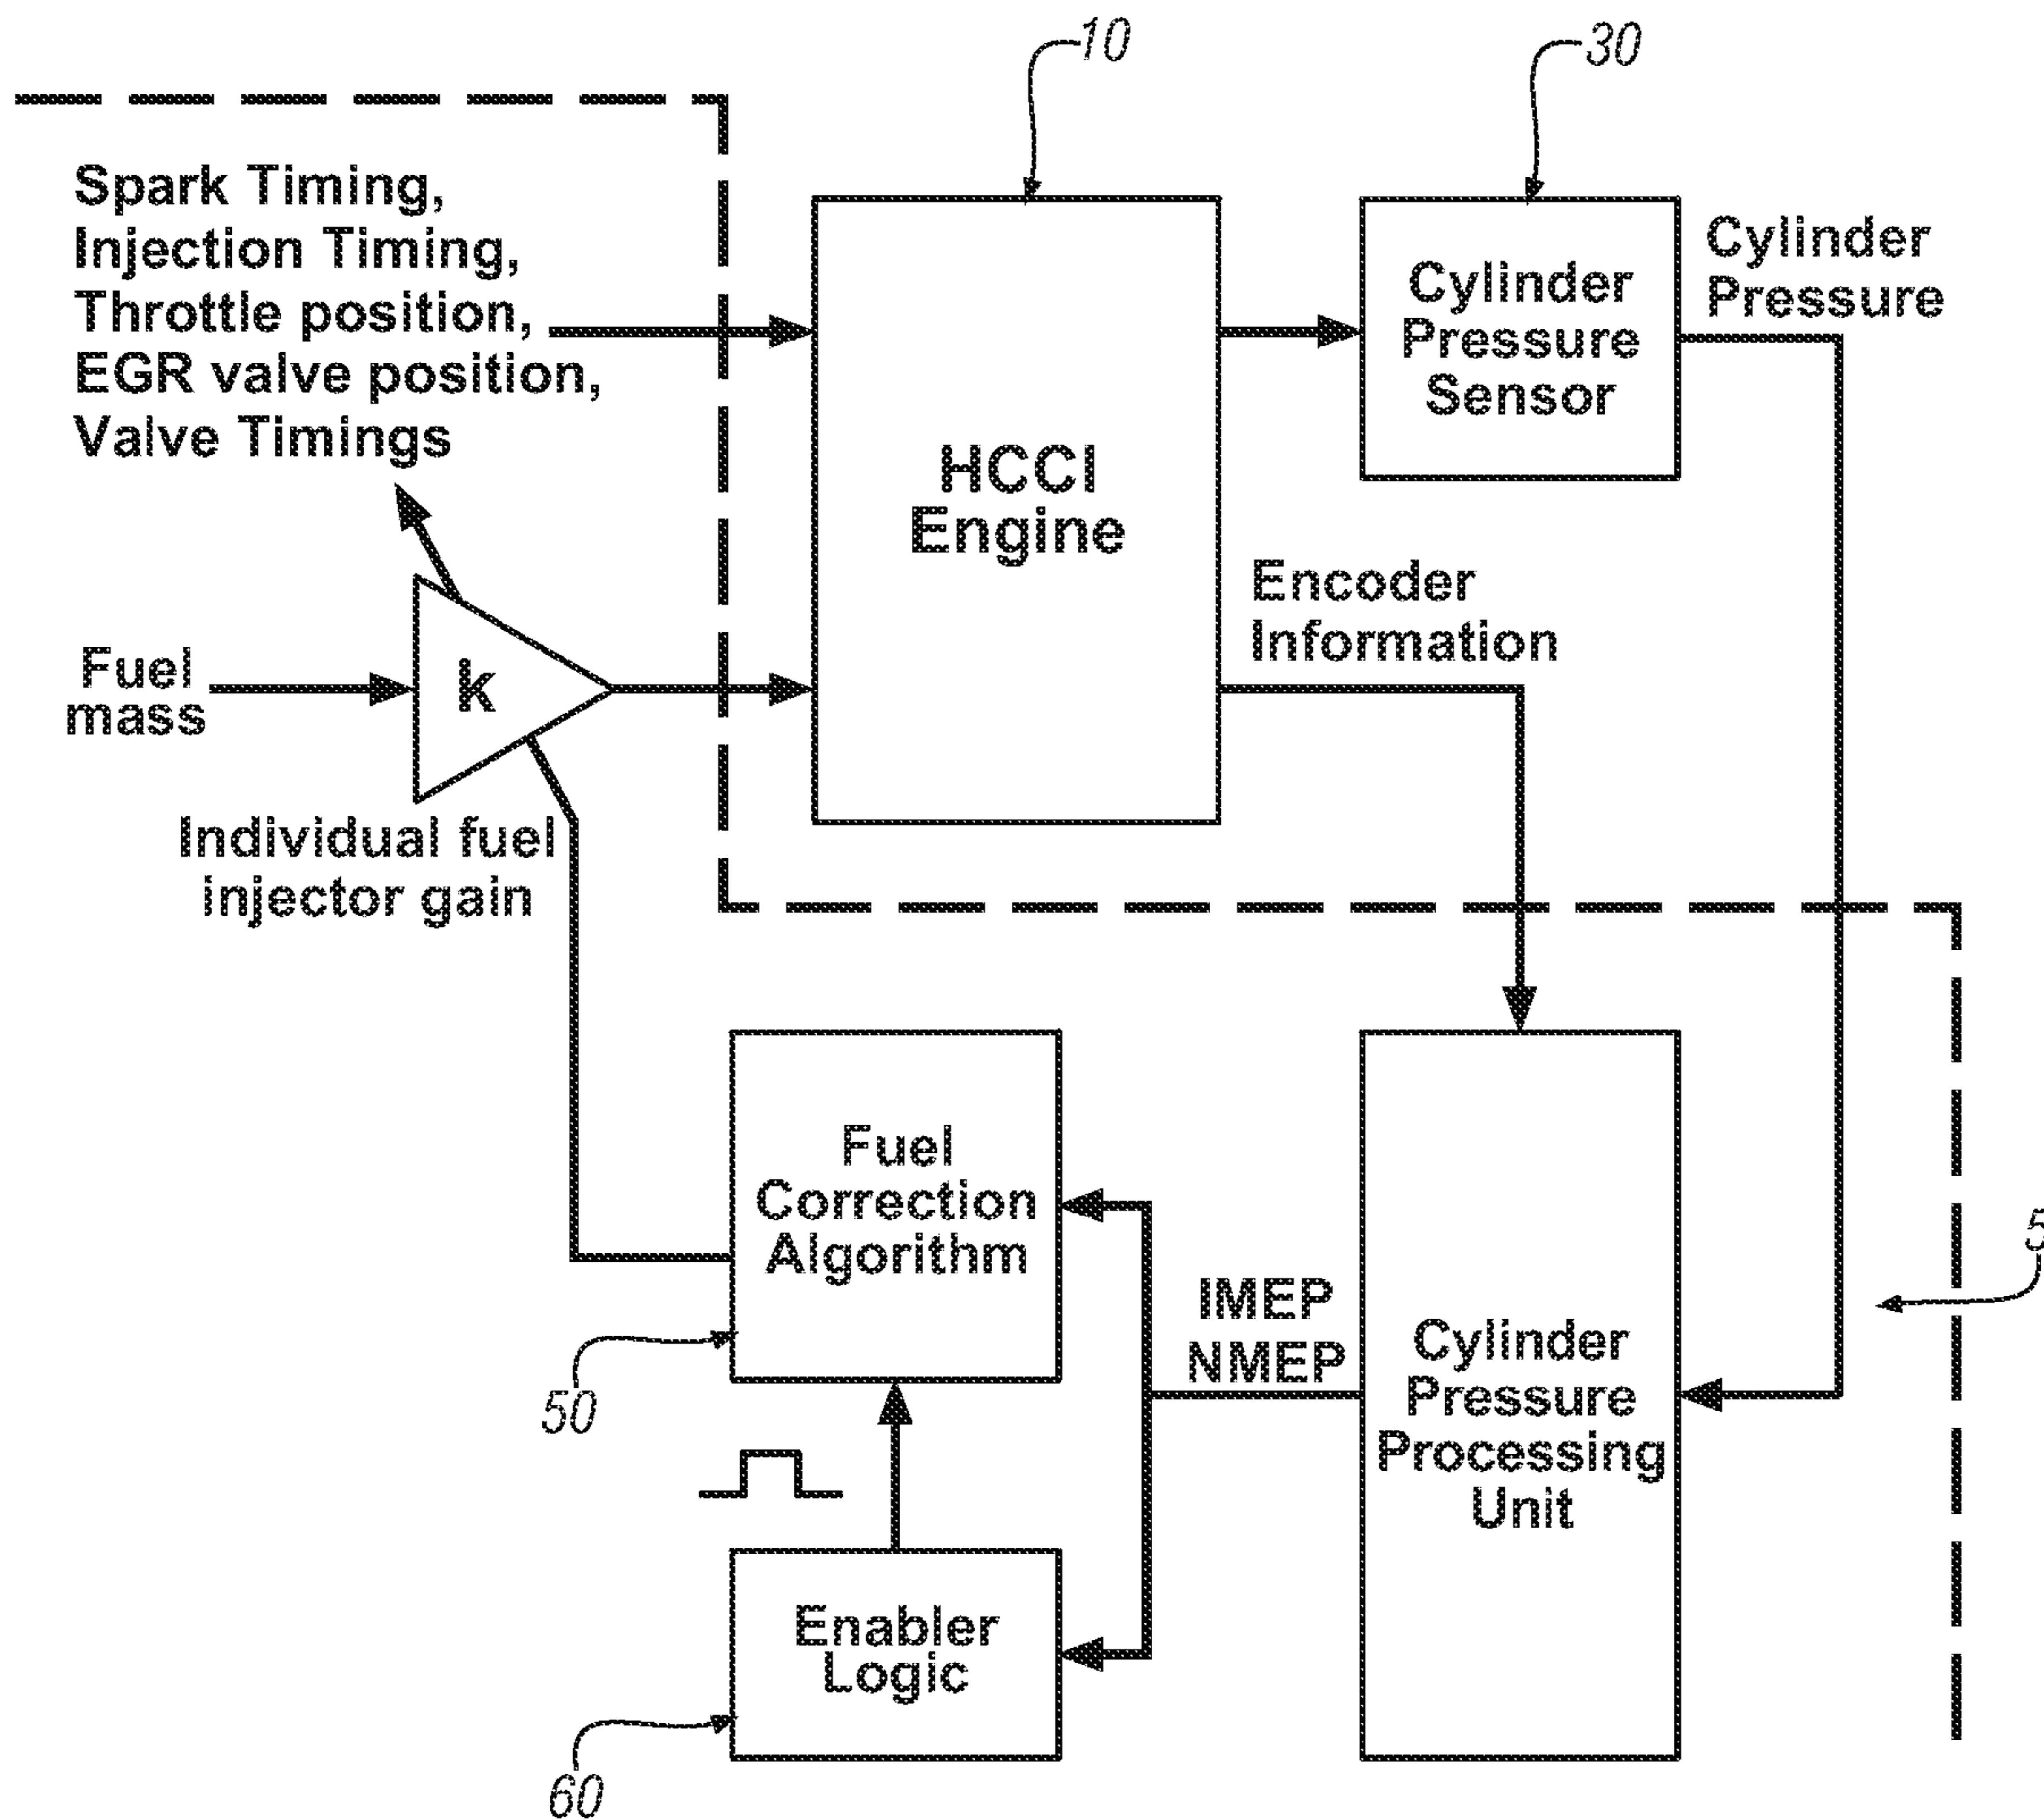 10
30
Spark Timing,
Injection Timing,
Throttle position,
EGR valve position,
Valve Timings
HCCI
Engine
Cylinder
Pressure
Sensor
Cylinder
Pressure
Encoder
Information
Fuel
mass
k
Individual fuel
injector gain
Fuel
Correction
Algorithm
IMEP
NMEP
Cylinder
Pressure
Processing
Unit
5
50
Enabler
Logic
60